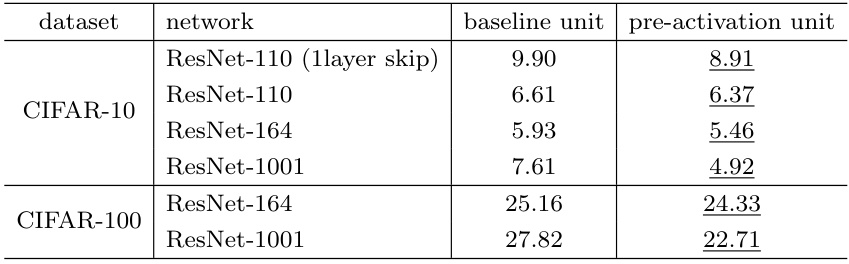 dataset network baseline unit pre-activation unit
CIFAR-10 ResNet-110 (1layer skip) 9.90 8.91
ResNet-110 6.61 6.37
ResNet-164 5.93 5.46
ResNet-1001 7.61 4.92
CIFAR-100 ResNet-164 25.16 24.33
ResNet-1001 27.82 22.71